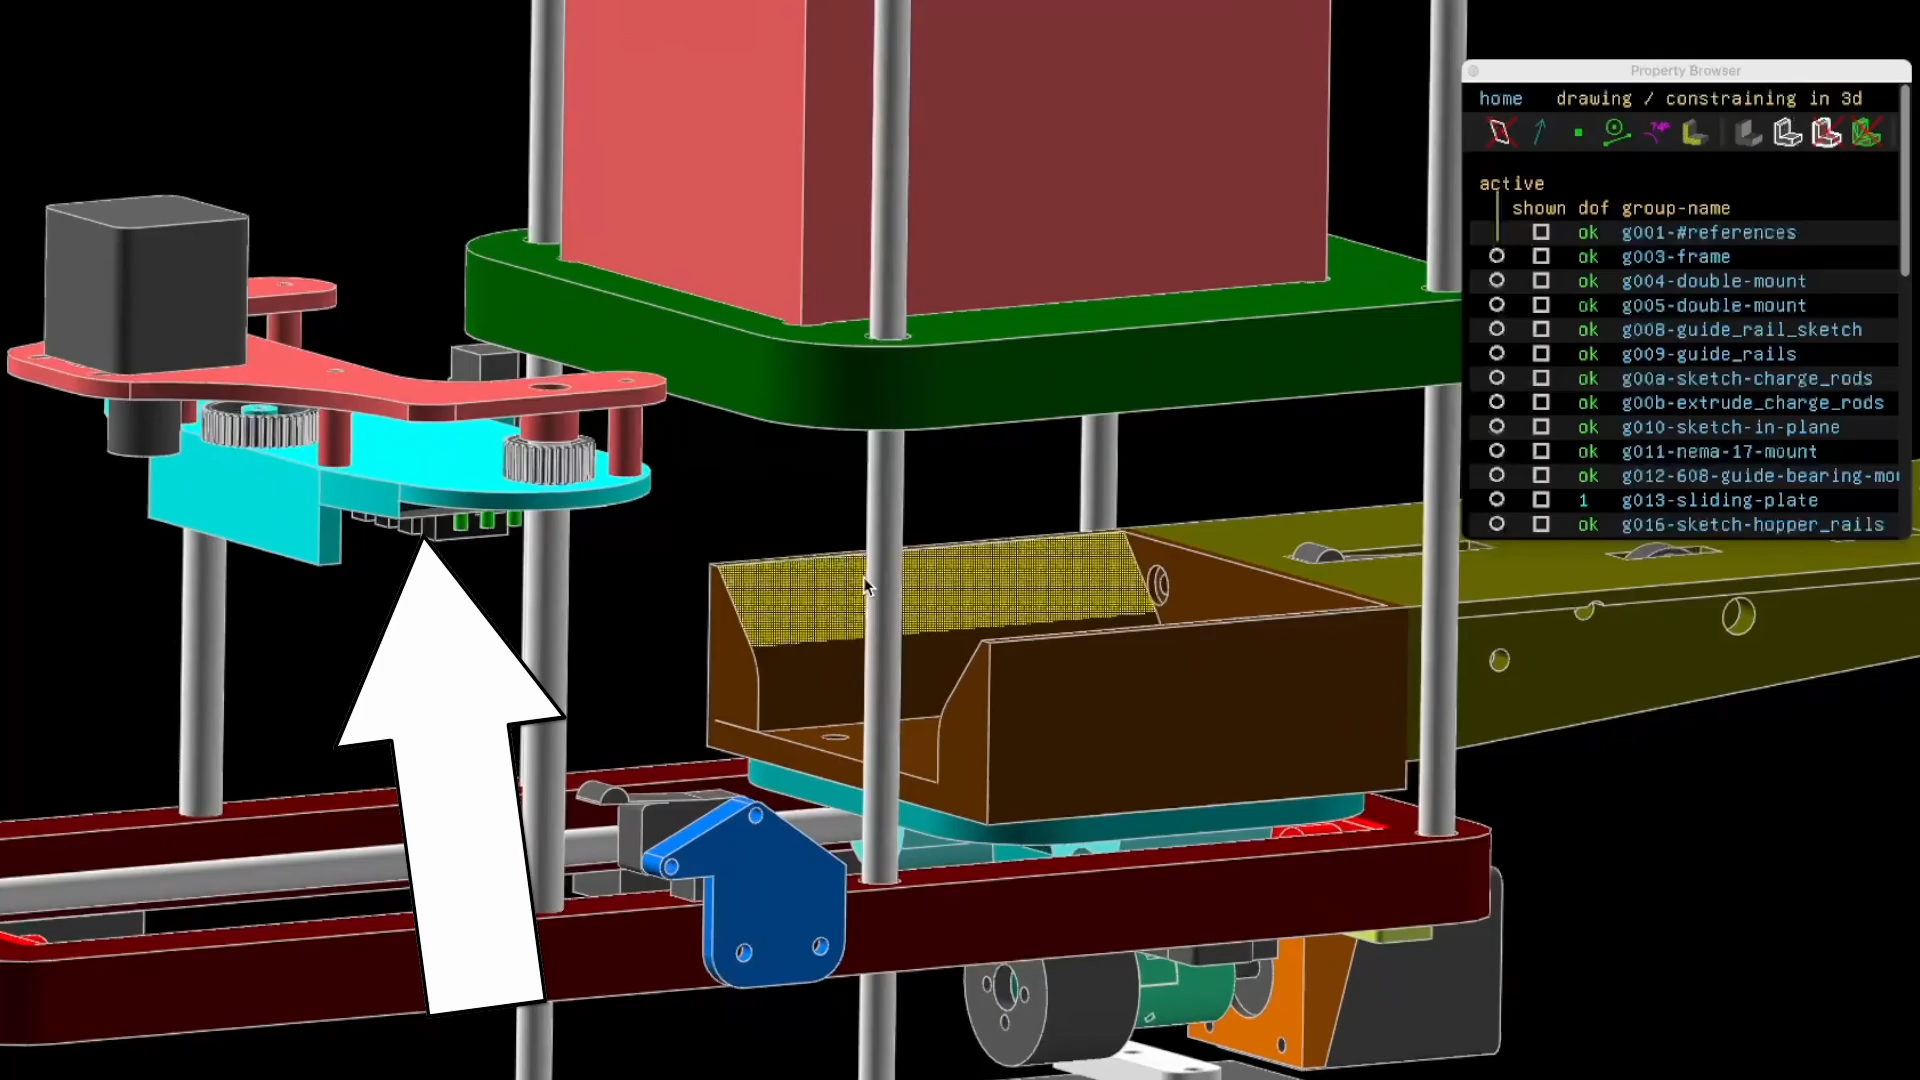 Property Browser
home drawing / constraining in 3d
74°
active
shown dof group-name
ok g001-#references
ok g003-frame
ok g004-double-mount
ok g005-double-mount
ok g008-guide_rail_sketch
ok g009-guide_rails
ok g00a-sketch-charge_rods
ok g00b-extrude_charge_rods
ok g010-sketch-in-plane
ok g011-nema-17-mount
ok g012-608-guide-bearing-mou
1 g013-sliding-plate
ok g016-sketch-hopper_rails